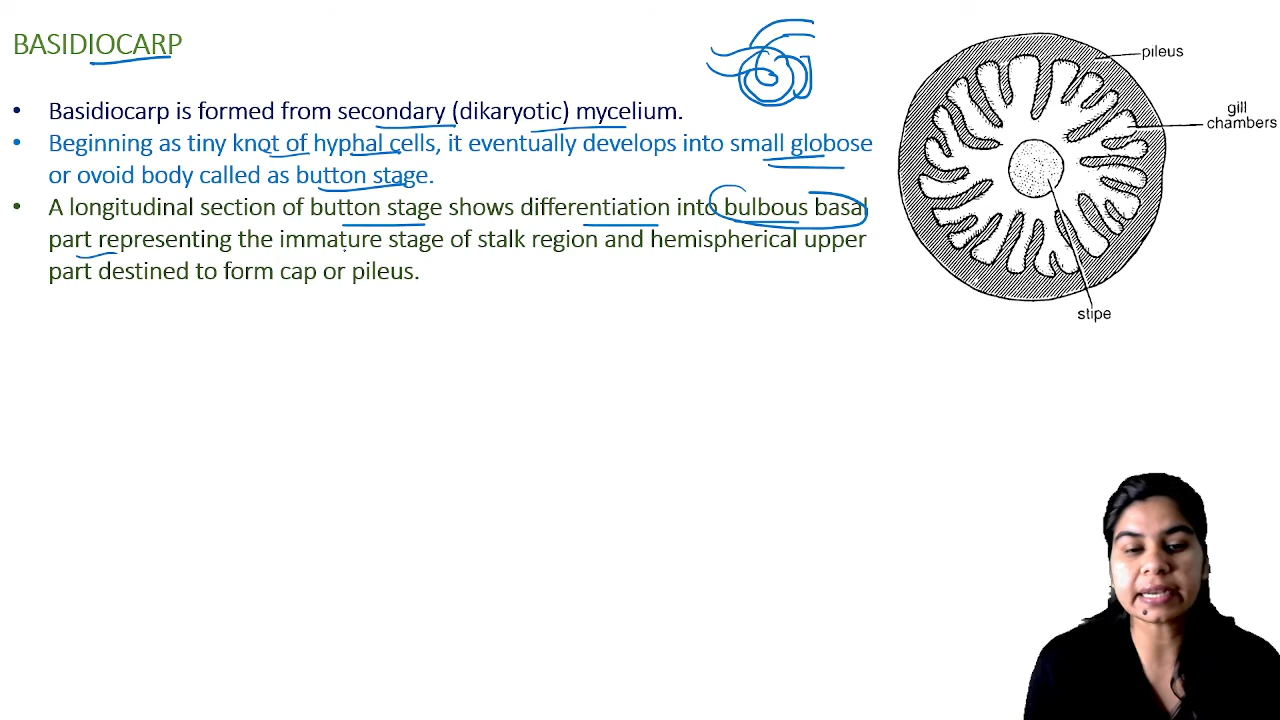 BASIDIOCARP
• Basidiocarp is formed from secondary (dikaryotic) mycelium.
• Beginning as tiny knot of hyphal cells, it eventually develops into small globose
or ovoid body called as button stage.
• A longitudinal section of button stage shows differentiation into bulbous basal
part representing the immature stage of stalk region and hemispherical upper
part destined to form cap or pileus.
pileus
gill
chambers
stipe